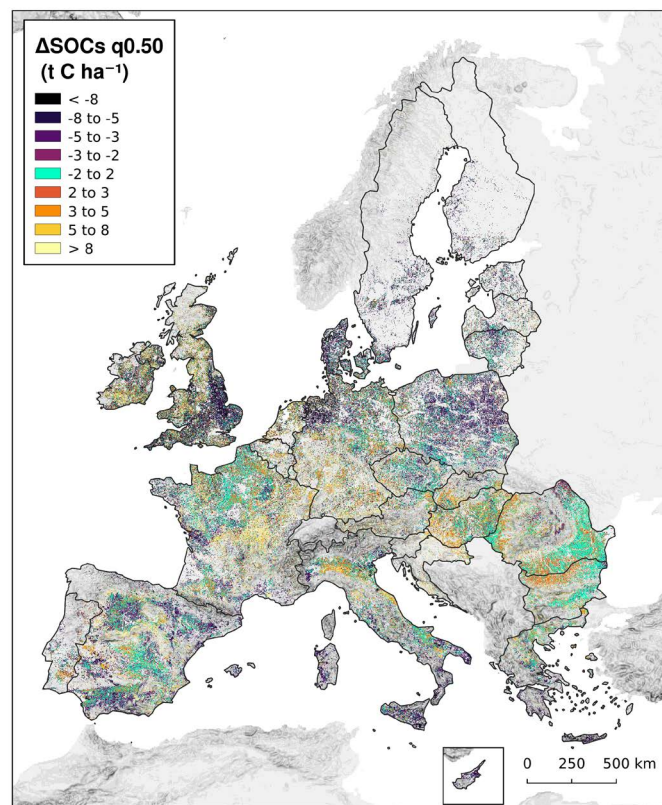 ΔSOCs q0.50
(t C ha⁻¹)
< -8
-8 to -5
-5 to -3
-3 to -2
-2 to 2
2 to 3
3 to 5
5 to 8
> 8
0 250 500 km